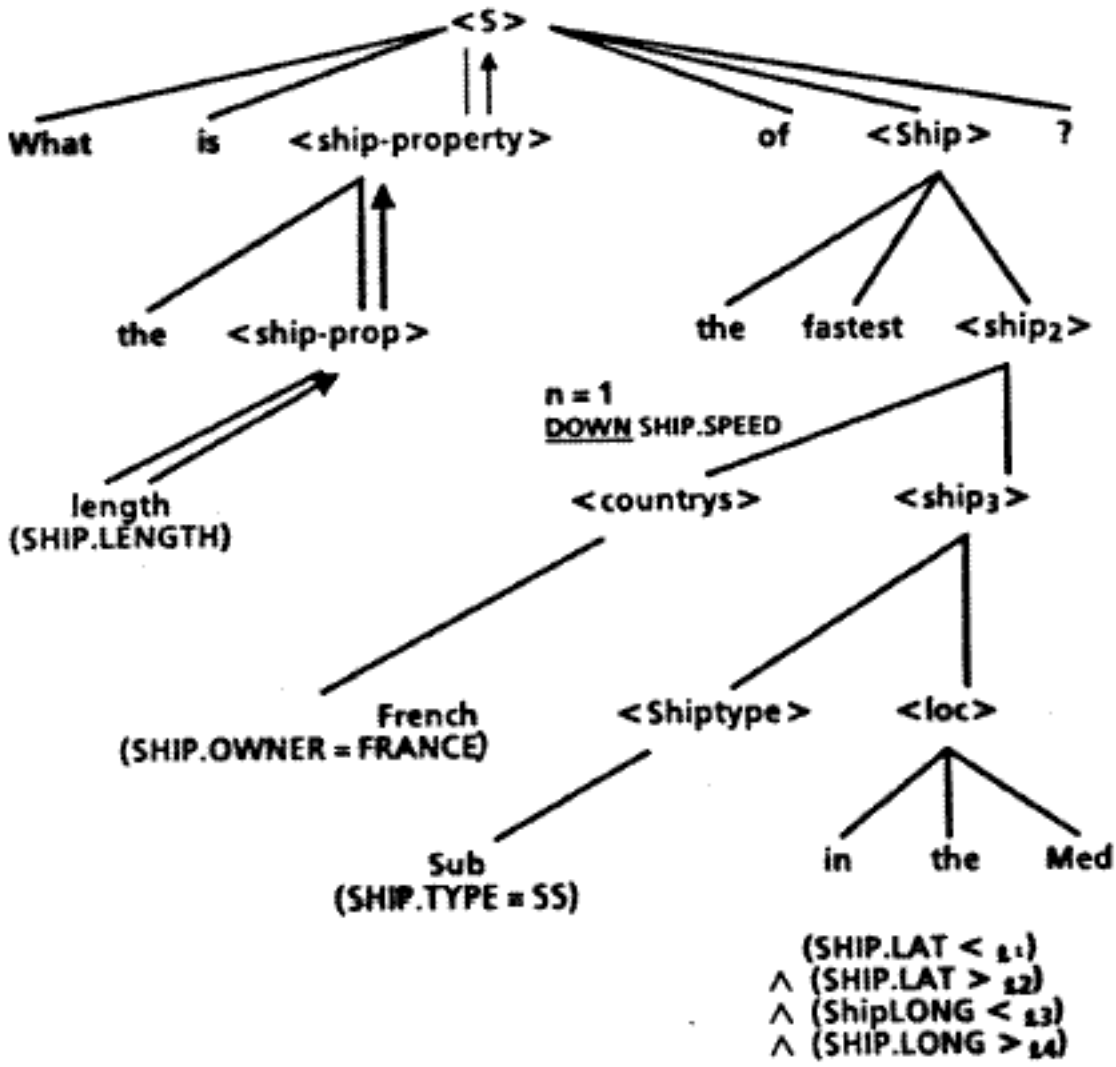 <S>
What is <ship-property> of <Ship> ?
the <ship-prop> the fastest <ship2>
n = 1
DOWN SHIP.SPEED
length <countrys> <ship3>
(SHIP.LENGTH)
French <Shiptype> <loc>
(SHIP.OWNER = FRANCE)
Sub in the Med
(SHIP.TYPE = SS)
(SHIP.LAT <
∧ (SHIP.LAT >
∧ (ShipLONG <
∧ (SHIP.LONG >